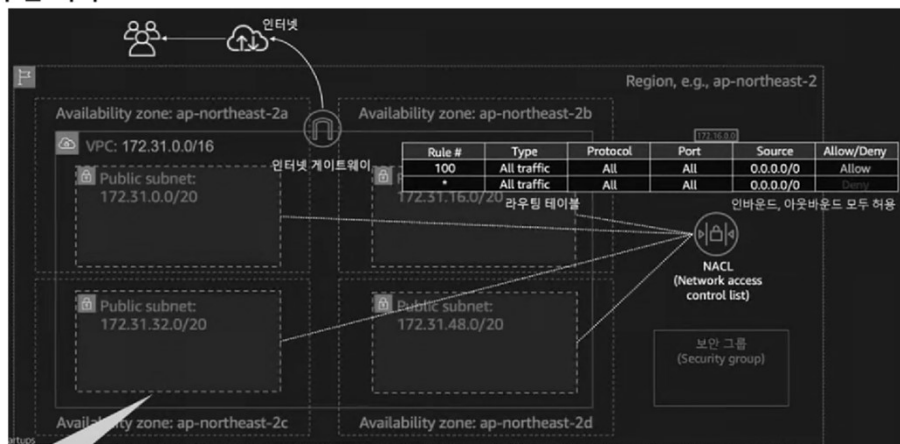 인터넷
Region, e.g., ap-northeast-2
Availability zone: ap-northeast-2a
Availability zone: ap-northeast-2b
VPC: 172.31.0.0/16
172.16.0.0
인터넷 게이트웨이
Rule # Type Protocol Port Source Allow/Deny
100 All traffic All All 0.0.0.0/0 Allow
* All traffic All All 0.0.0.0/0 Deny
Public subnet:
172.31.0.0/20
172.31.16.0/20
라우팅 테이블
인바운드, 아웃바운드 모두 허용
NACL
(Network access
control list)
Public subnet:
172.31.32.0/20
Public subnet:
172.31.48.0/20
보안 그룹
(Security group)
Availability zone: ap-northeast-2c
Availability zone: ap-northeast-2d
artups